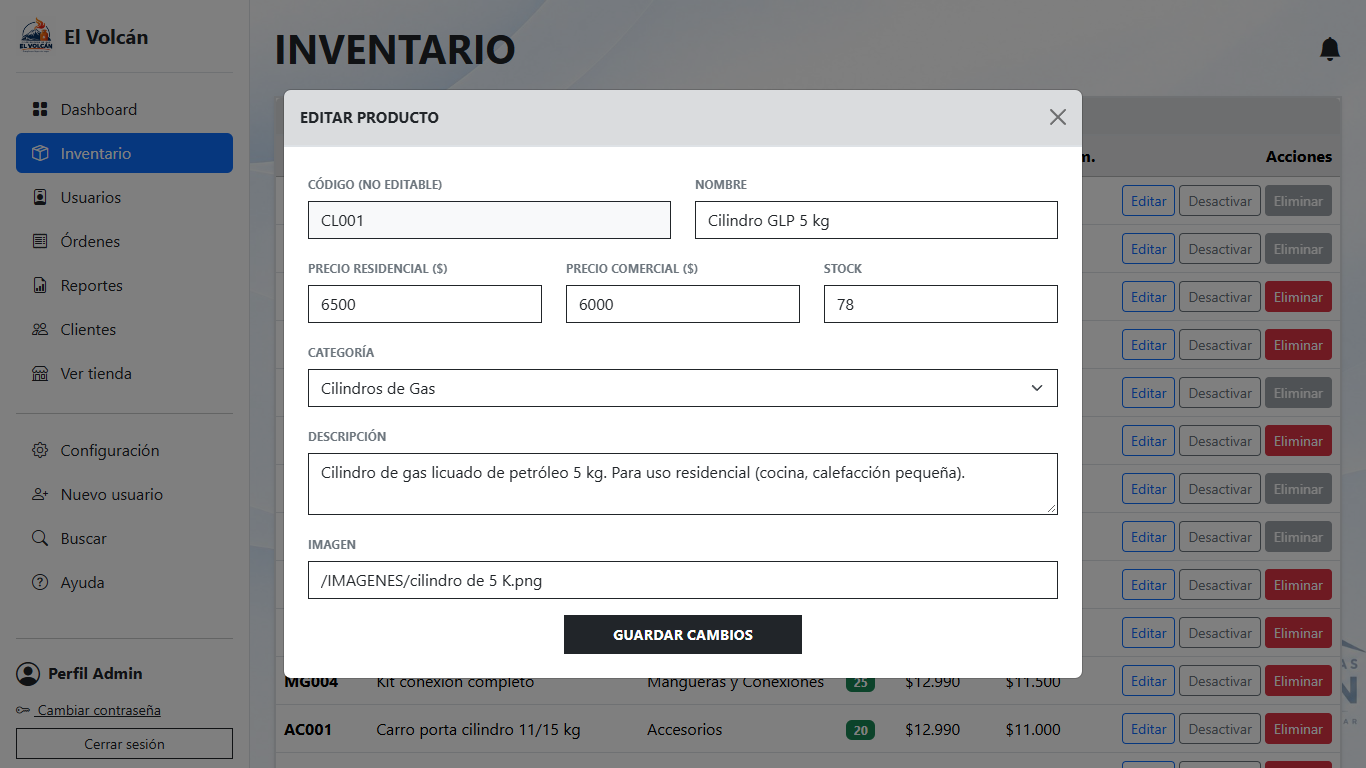 EL VOLCÁN
El Volcán
Dashboard
Inventario
Usuarios
Órdenes
Reportes
Clientes
Ver tienda
Configuración
Nuevo usuario
Buscar
Ayuda
Perfil Admin
Cambiar contraseña
Cerrar sesión
INVENTARIO
EDITAR PRODUCTO
CÓDIGO (NO EDITABLE) NOMBRE
CL001 Cilindro GLP 5 kg
PRECIO RESIDENCIAL ($) PRECIO COMERCIAL ($) STOCK
6500 6000 78
CATEGORÍA
Cilindros de Gas
DESCRIPCIÓN
Cilindro de gas licuado de petróleo 5 kg. Para uso residencial (cocina, calefacción pequeña).
IMAGEN
/IMAGENES/cilindro de 5 K.png
GUARDAR CAMBIOS
m. Acciones
Editar Desactivar Eliminar
Editar Desactivar Eliminar
Editar Desactivar Eliminar
Editar Desactivar Eliminar
Editar Desactivar Eliminar
Editar Desactivar Eliminar
Editar Desactivar Eliminar
Editar Desactivar Eliminar
Editar Desactivar Eliminar
Editar Desactivar Eliminar
MG004 Kit conexión completo Mangueras y Conexiones 25 $12.990 $11.500 Editar Desactivar Eliminar
AC001 Carro porta cilindro 11/15 kg Accesorios 20 $12.990 $11.000 Editar Desactivar Eliminar